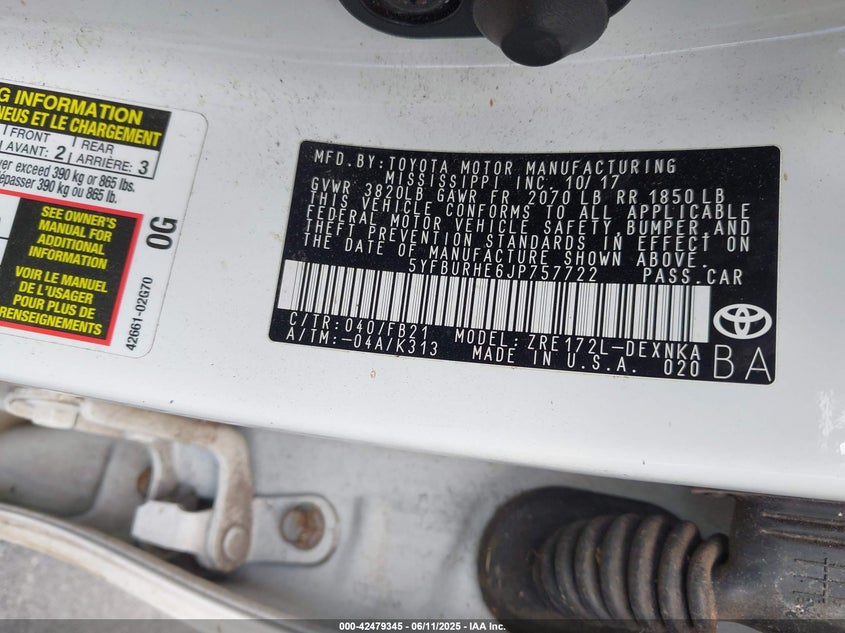 G INFORMATION
NEUS ET LE CHARGEMENT
FRONT REAR
AVANT: 2 ARRIÈRE: 3
ver exceed 390 kg or 865 lbs.
dépasser 390 kg ou 865 lb.
SEE OWNER'S
MANUAL FOR
ADDITIONAL
INFORMATION
VOIR LE MANUEL
DE L'USAGER
POUR PLUS DE
RENSEIGNEMENTS
0G
42661-02G70
MFD.BY:TOYOTA MOTOR MANUFACTURING
MISSISSIPPI INC. 10/17
GVWR 3820LB GAWR FR 2070 LB RR 1850 LB
THIS VEHICLE CONFORMS TO ALL APPLICABLE
FEDERAL MOTOR VEHICLE SAFETY, BUMPER, AND
THEFT PREVENTION STANDARDS IN EFFECT ON
THE DATE OF MANUFACTURE SHOWN ABOVE.
5YFBURHE6JP757722 PASS.CAR
C/TR: 040/FB21 MODEL: ZRE172L-DEXNKA
A/TM:-04A/K313 MADE IN U.S.A. 020
BA
000-42479345 - 06/11/2025 - IAA Inc.